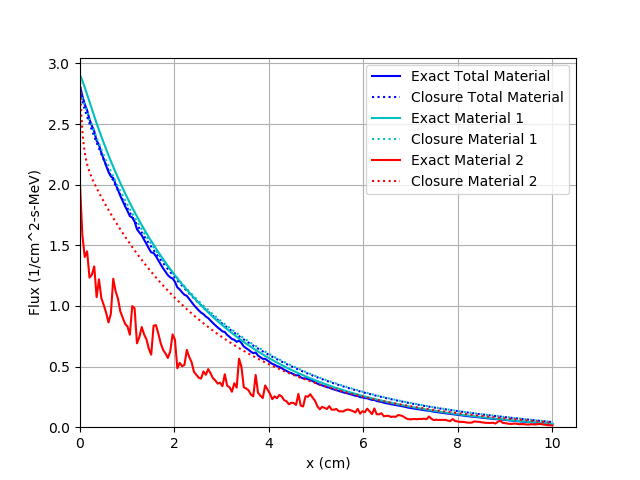 3.0
2.5
2.0
1.5
1.0
0.5
0.0
Flux (1/cm^2-s-MeV)
Exact Total Material
Closure Total Material
Exact Material 1
Closure Material 1
Exact Material 2
Closure Material 2
0 2 4 6 8 10
x (cm)